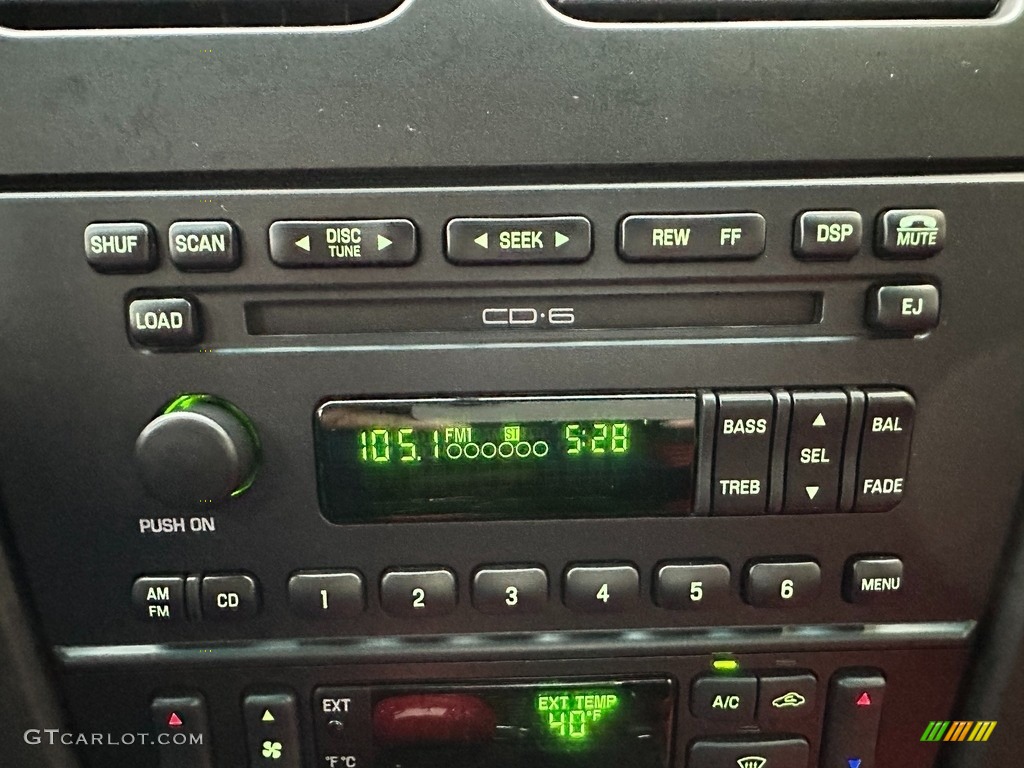 SHUF SCAN DISC TUNE SEEK REW FF DSP MUTE
LOAD CD·6 EJ
105.1 FM1 ST 5:28
BASS SEL BAL
TREB FADE
PUSH ON
AM FM CD 1 2 3 4 5 6 MENU
EXT EXT TEMP A/C
40°F
°F°C
GTCARLOT.COM